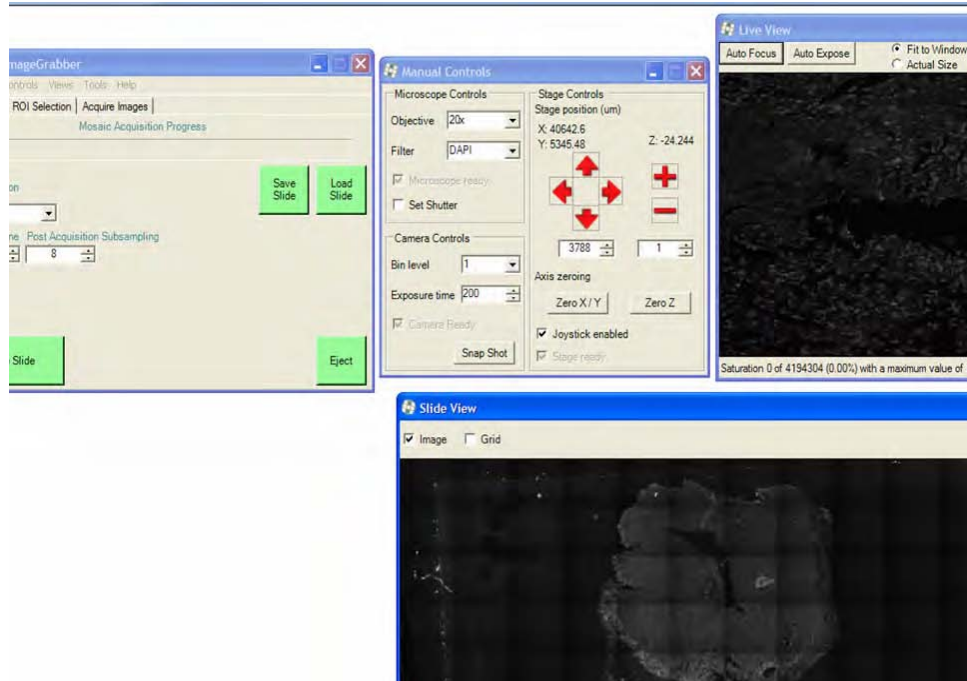 mageGrabber
ontrols Views Tools Help
ROI Selection Acquire Images
Mosaic Acquisition Progress
on
Save
Slide
Load
Slide
ne Post Acquisition Subsampling
8
Slide
Eject
Manual Controls
Microscope Controls
Objective 20x
Filter DAPI
Microscope ready
Set Shutter
Camera Controls
Bin level 1
Exposure time 200
Camera Ready
Snap Shot
Stage Controls
Stage position (um)
X: 40642.6
Y: 5345.48
Z: -24.244
3788 1
Axis zeroing
Zero X / Y Zero Z
Joystick enabled
Stage ready
Live View
Auto Focus Auto Expose
Fit to Window
Actual Size
Saturation 0 of 4194304 (0.00%) with a maximum value of
Slide View
Image Grid